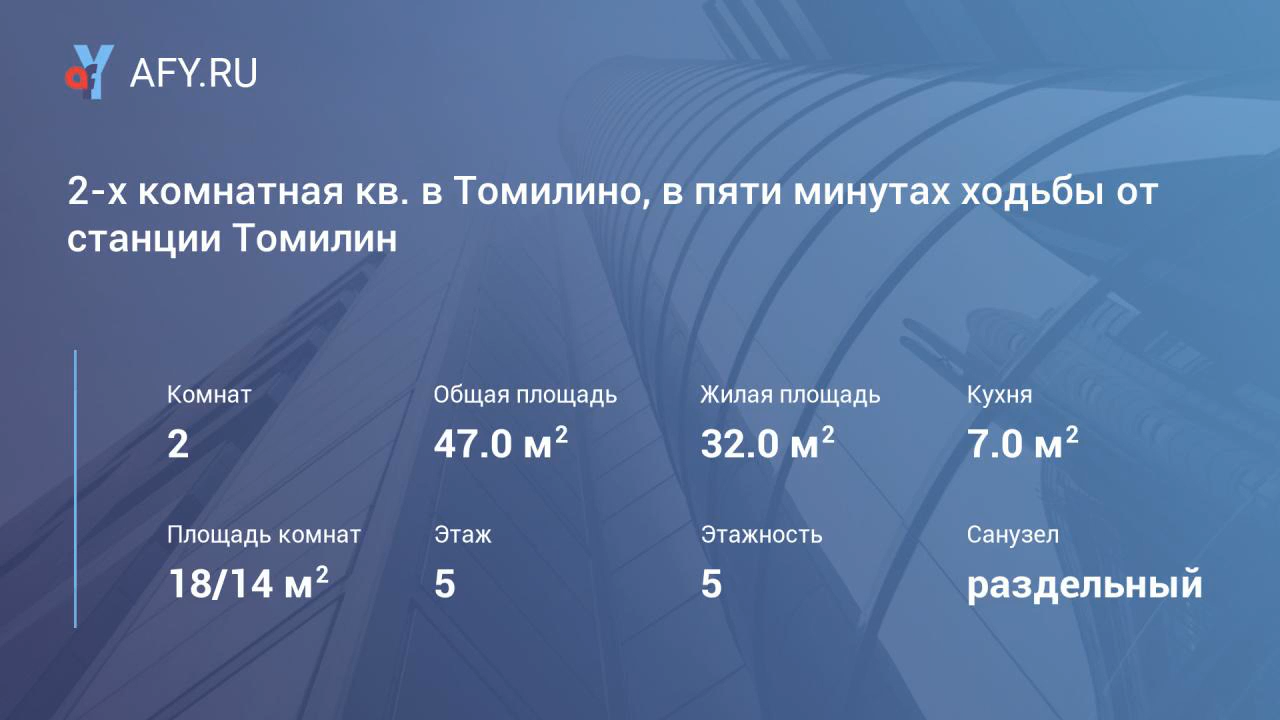 AFY.RU
2-х комнатная кв. в Томилино, в пяти минутах ходьбы от
станции Томилин
Комнат
2
Общая площадь
47.0 м²
Жилая площадь
32.0 м²
Кухня
7.0 м²
Площадь комнат
18/14 м²
Этаж
5
Этажность
5
Санузел
раздельный